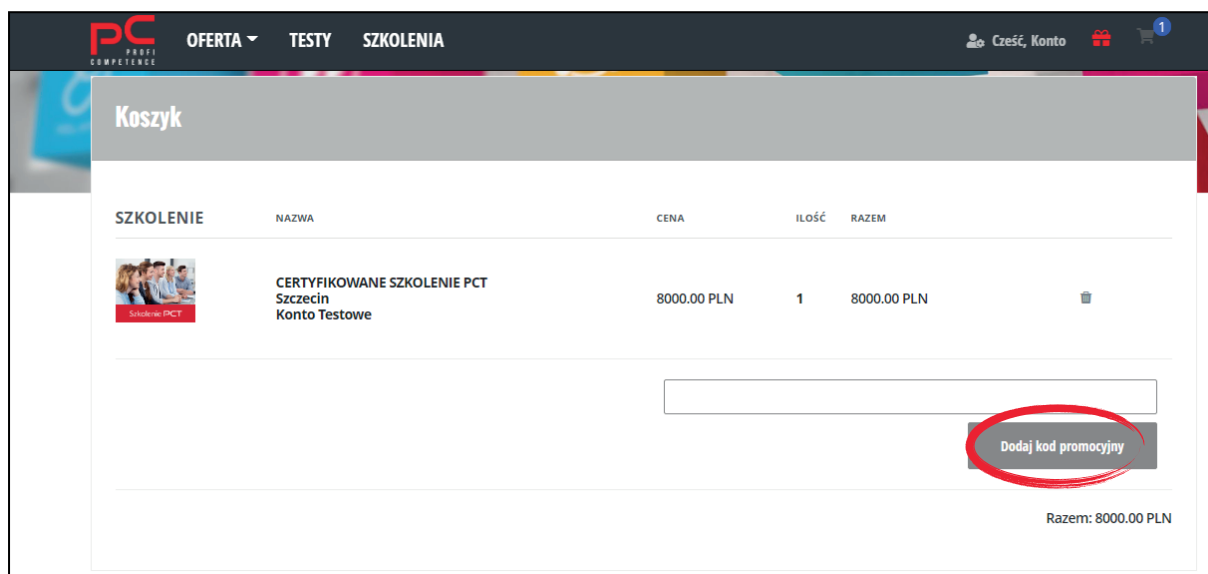 PC
PROFI
COMPETENCE
OFERTA
TESTY
SZKOLENIA
Cześć, Konto
1
Koszyk
SZKOLENIE
NAZWA
CENA
ILOŚĆ
RAZEM
Szkolenie PCT
CERTYFIKOWANE SZKOLENIE PCT
Szczecin
Konto Testowe
8000.00 PLN
1
8000.00 PLN
Dodaj kod promocyjny
Razem: 8000.00 PLN